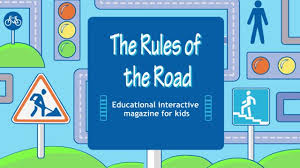 The Rules of
the Road
Educational interactive
magazine for kids